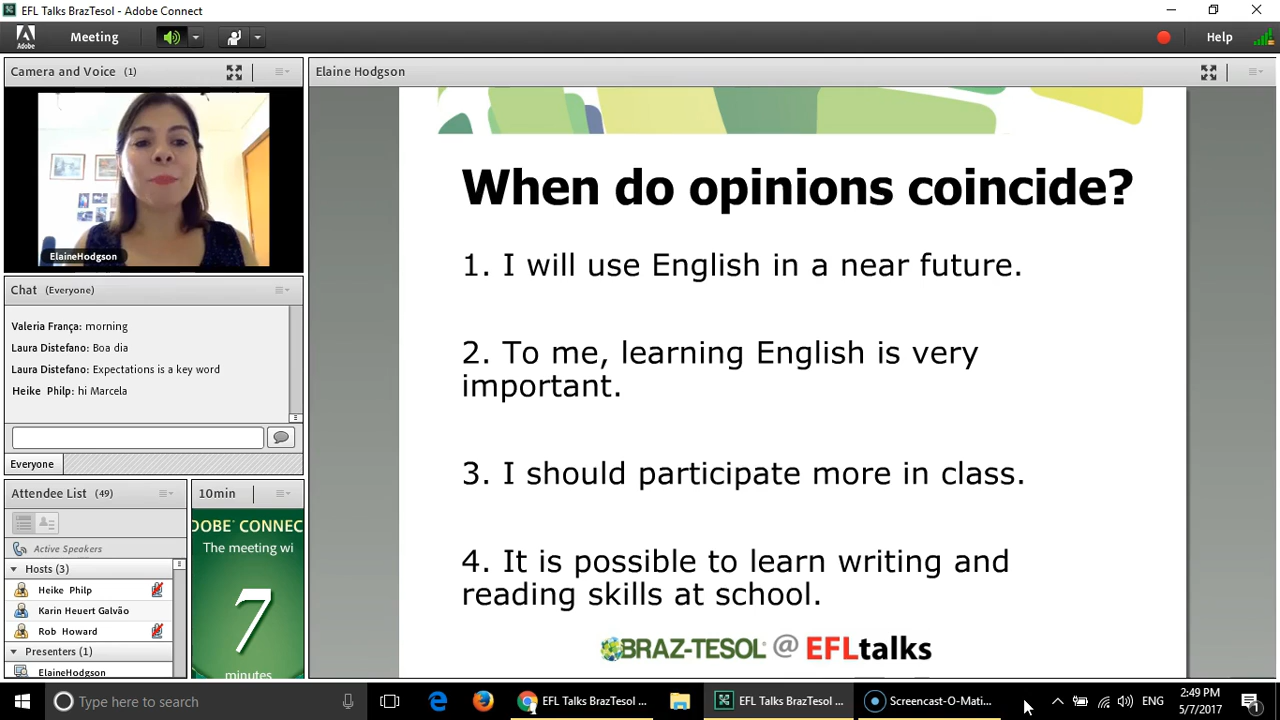 EFL Talks BrazTesol - Adobe Connect
Adobe
Meeting
Help
Camera and Voice (1)
Elaine Hodgson
ElaineHodgson
When do opinions coincide?
1. I will use English in a near future.
2. To me, learning English is very
important.
3. I should participate more in class.
4. It is possible to learn writing and
reading skills at school.
BRAZ-TESOL® @ EFLtalks
Chat (Everyone)
Valeria França: morning
Laura Distefano: Boa dia
Laura Distefano: Expectations is a key word
Heike Philp: hi Marcela
Everyone
Attendee List (49)
Active Speakers
Hosts (3)
Heike Philp
Karin Heuert Galvão
Rob Howard
Presenters (1)
ElaineHodgson
10min
DOBE® CONNEC
The meeting wi
7
minutes
Type here to search
EFL Talks BrazTesol ...
EFL Talks BrazTesol ...
Screencast-O-Mati...
ENG
2:49 PM
5/7/2017
1